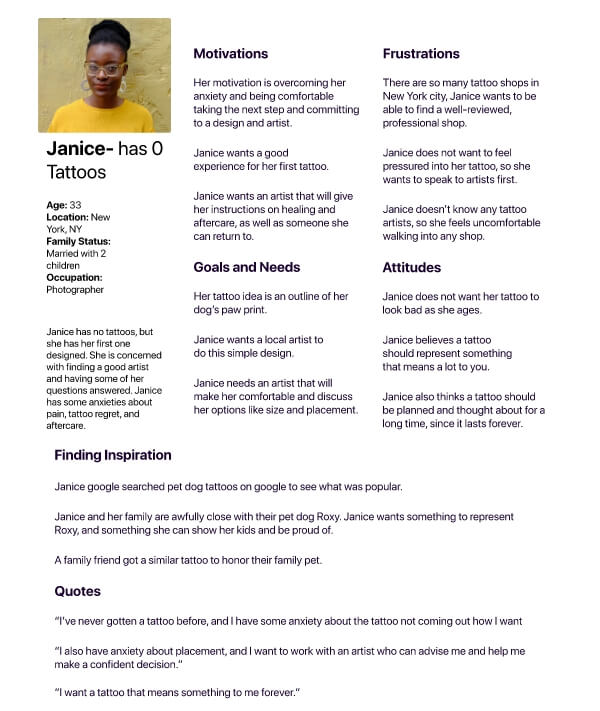 Janice- has 0
Tattoos
Age: 33
Location: New
York, NY
Family Status:
Married with 2
children
Occupation:
Photographer
Janice has no tattoos, but
she has her first one
designed. She is concerned
with finding a good artist
and having some of her
questions answered. Janice
has some anxieties about
pain, tattoo regret, and
aftercare.
Motivations
Her motivation is overcoming her
anxiety and being comfortable
taking the next step and committing
to a design and artist.
Janice wants a good
experience for her first tattoo.
Janice wants an artist that will give
her instructions on healing and
aftercare, as well as someone she
can return to.
Goals and Needs
Her tattoo idea is an outline of her
dog’s paw print.
Janice wants a local artist to
do this simple design.
Janice needs an artist that will
make her comfortable and discuss
her options like size and placement.
Frustrations
There are so many tattoo shops in
New York city, Janice wants to be
able to find a well-reviewed,
professional shop.
Janice does not want to feel
pressured into her tattoo, so she
wants to speak to artists first.
Janice doesn’t know any tattoo
artists, so she feels uncomfortable
walking into any shop.
Attitudes
Janice does not want her tattoo to
look bad as she ages.
Janice believes a tattoo
should represent something
that means a lot to you.
Janice also thinks a tattoo should
be planned and thought about for a
long time, since it lasts forever.
Finding Inspiration
Janice google searched pet dog tattoos on google to see what was popular.
Janice and her family are awfully close with their pet dog Roxy. Janice wants something to represent
Roxy, and something she can show her kids and be proud of.
A family friend got a similar tattoo to honor their family pet.
Quotes
“I’ve never gotten a tattoo before, and I have some anxiety about the tattoo not coming out how I want
“I also have anxiety about placement, and I want to work with an artist who can advise me and help me
make a confident decision.”
“I want a tattoo that means something to me forever.”